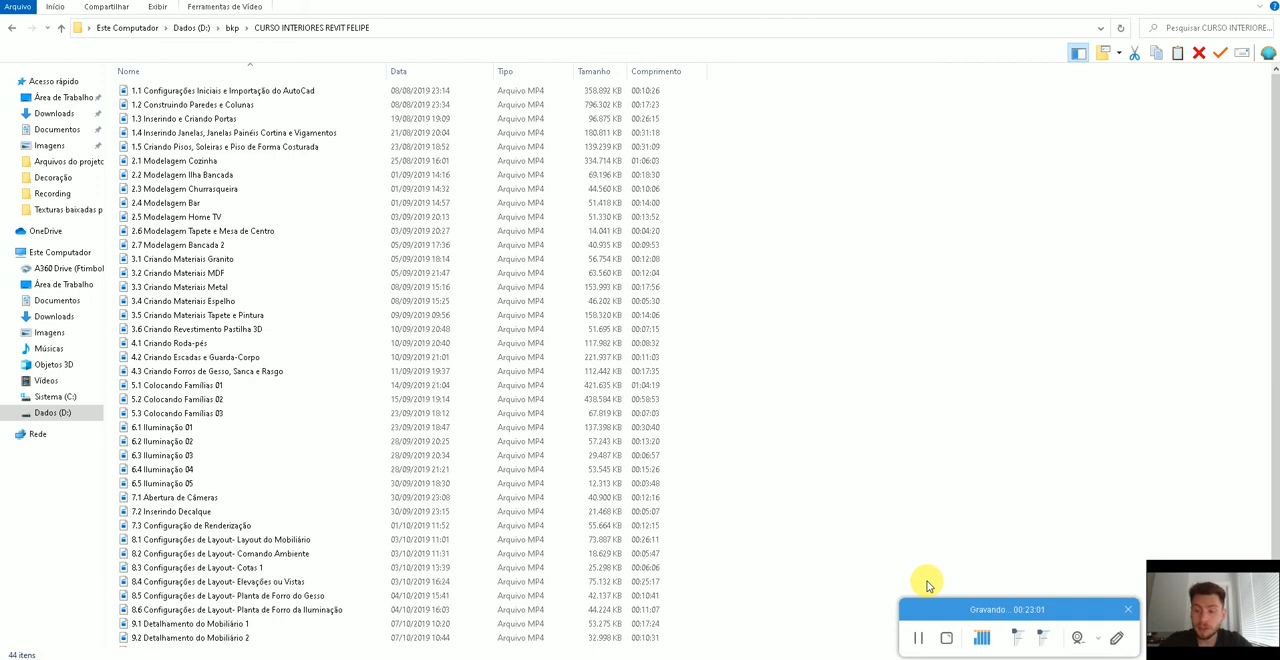 Arquivo Início Compartilhar Exibir Ferramentas de Vídeo
Este Computador Dados (D:) bkp CURSO INTERIORES REVIT FELIPE Pesquisar CURSO INTERIORE...
Nome Data Tipo Tamanho Comprimento
Acesso rápido
Área de Trabalho
Downloads
Documentos
Imagens
Arquivos do projeto
Decoração
Recording
Texturas baixadas p
OneDrive
Este Computador
A360 Drive (Ftimbol
Área de Trabalho
Documentos
Downloads
Imagens
Músicas
Objetos 3D
Vídeos
Sistema (C:)
Dados (D:)
Rede
1.1 Configurações Iniciais e Importação do AutoCad 08/08/2019 23:14 Arquivo MP4 358.892 KB 00:10:26
1.2 Construindo Paredes e Colunas 08/08/2019 23:34 Arquivo MP4 796.302 KB 00:17:23
1.3 Inserindo e Criando Portas 19/08/2019 19:09 Arquivo MP4 96.875 KB 00:26:15
1.4 Inserindo Janelas, Janelas Painéis Cortina e Vigamentos 21/08/2019 20:04 Arquivo MP4 180.811 KB 00:31:18
1.5 Criando Pisos, Soleiras e Piso de Forma Costurada 23/08/2019 18:52 Arquivo MP4 139.239 KB 00:31:09
2.1 Modelagem Cozinha 25/08/2019 16:01 Arquivo MP4 334.714 KB 01:06:03
2.2 Modelagem Ilha Bancada 01/09/2019 14:16 Arquivo MP4 69.196 KB 00:18:30
2.3 Modelagem Churrasqueira 01/09/2019 14:32 Arquivo MP4 44.560 KB 00:10:06
2.4 Modelagem Bar 01/09/2019 14:57 Arquivo MP4 51.418 KB 00:14:00
2.5 Modelagem Home TV 03/09/2019 20:13 Arquivo MP4 51.330 KB 00:13:52
2.6 Modelagem Tapete e Mesa de Centro 03/09/2019 20:27 Arquivo MP4 14.041 KB 00:04:20
2.7 Modelagem Bancada 2 05/09/2019 17:36 Arquivo MP4 40.935 KB 00:09:53
3.1 Criando Materiais Granito 05/09/2019 18:14 Arquivo MP4 56.754 KB 00:12:08
3.2 Criando Materiais MDF 05/09/2019 21:47 Arquivo MP4 63.560 KB 00:12:04
3.3 Criando Materiais Metal 08/09/2019 15:16 Arquivo MP4 153.993 KB 00:17:56
3.4 Criando Materiais Espelho 08/09/2019 15:25 Arquivo MP4 46.202 KB 00:05:30
3.5 Criando Materiais Tapete e Pintura 09/09/2019 09:56 Arquivo MP4 158.320 KB 00:14:06
3.6 Criando Revestimento Pastilha 3D 10/09/2019 20:48 Arquivo MP4 51.695 KB 00:07:15
4.1 Criando Roda-pés 10/09/2019 20:40 Arquivo MP4 117.982 KB 00:08:32
4.2 Criando Escadas e Guarda-Corpo 10/09/2019 21:01 Arquivo MP4 221.937 KB 00:11:03
4.3 Criando Forros de Gesso, Sanca e Rasgo 11/09/2019 19:37 Arquivo MP4 112.442 KB 00:17:35
5.1 Colocando Famílias 01 14/09/2019 21:04 Arquivo MP4 421.635 KB 01:04:19
5.2 Colocando Famílias 02 15/09/2019 19:14 Arquivo MP4 438.584 KB 00:58:53
5.3 Colocando Famílias 03 23/09/2019 18:12 Arquivo MP4 67.819 KB 00:07:03
6.1 Iluminação 01 23/09/2019 18:47 Arquivo MP4 137.398 KB 00:30:40
6.2 Iluminação 02 28/09/2019 20:25 Arquivo MP4 57.243 KB 00:13:20
6.3 Iluminação 03 28/09/2019 20:34 Arquivo MP4 29.487 KB 00:06:57
6.4 Iluminação 04 28/09/2019 21:21 Arquivo MP4 53.545 KB 00:15:26
6.5 Iluminação 05 30/09/2019 18:30 Arquivo MP4 12.313 KB 00:03:48
7.1 Abertura de Câmeras 30/09/2019 23:08 Arquivo MP4 40.900 KB 00:12:16
7.2 Inserindo Decalque 30/09/2019 23:15 Arquivo MP4 21.468 KB 00:05:07
7.3 Configuração de Renderização 01/10/2019 11:52 Arquivo MP4 55.664 KB 00:12:15
8.1 Configurações de Layout- Layout do Mobiliário 03/10/2019 11:01 Arquivo MP4 73.887 KB 00:26:11
8.2 Configurações de Layout- Comando Ambiente 03/10/2019 11:31 Arquivo MP4 18.629 KB 00:05:47
8.3 Configurações de Layout- Cotas 1 03/10/2019 13:39 Arquivo MP4 25.298 KB 00:06:06
8.4 Configurações de Layout- Elevações ou Vistas 03/10/2019 16:24 Arquivo MP4 75.132 KB 00:25:17
8.5 Configurações de Layout- Planta de Forro do Gesso 04/10/2019 15:41 Arquivo MP4 42.137 KB 00:10:41
8.6 Configurações de Layout- Planta de Forro da Iluminação 04/10/2019 16:03 Arquivo MP4 44.224 KB 00:11:07
9.1 Detalhamento do Mobiliário 1 07/10/2019 10:20 Arquivo MP4 53.275 KB 00:17:24
9.2 Detalhamento do Mobiliário 2 07/10/2019 10:44 Arquivo MP4 32.998 KB 00:10:31
Gravando... 00:23:01
44 itens